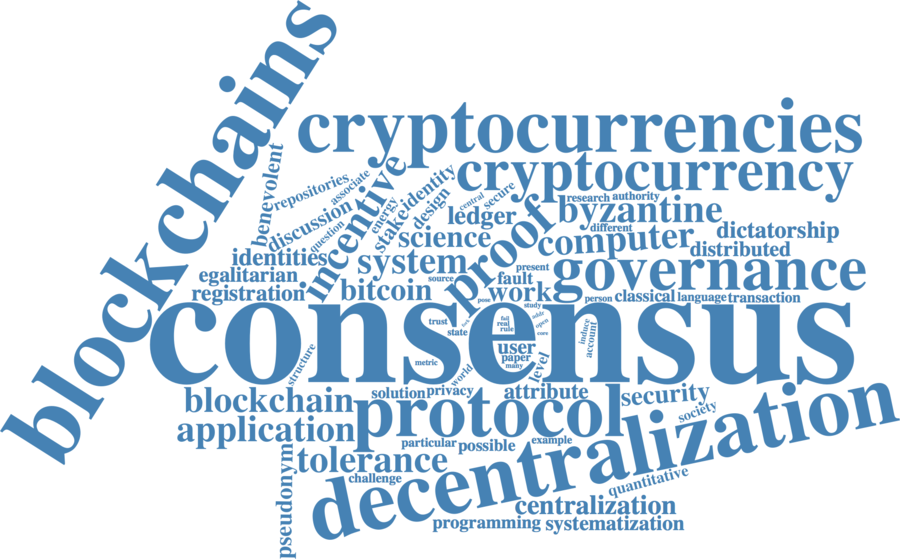 blockchains
cryptocurrencies
cryptocurrency
benevolent
repositories
associate
discussion
question
incentive
energy
stake
identity
design
central
secure
research authority
ledger
proof
byzantine
different
science
computer
dictatorship
distributed
identities
egalitarian
registration
system
source
bitcoin
present
fault
work
pose
governance
person
classical
language
transaction
consensus
study
trust
state
fail
real
rule
addr
open
core
user
paper
many
metric
world
level
induce
account
structure
blockchain
solution
privacy
attribute
security
application
protocol
society
particular
possible
example
decentralization
pseudonym
tolerance
challenge
quantitative
centralization
programming
systematization